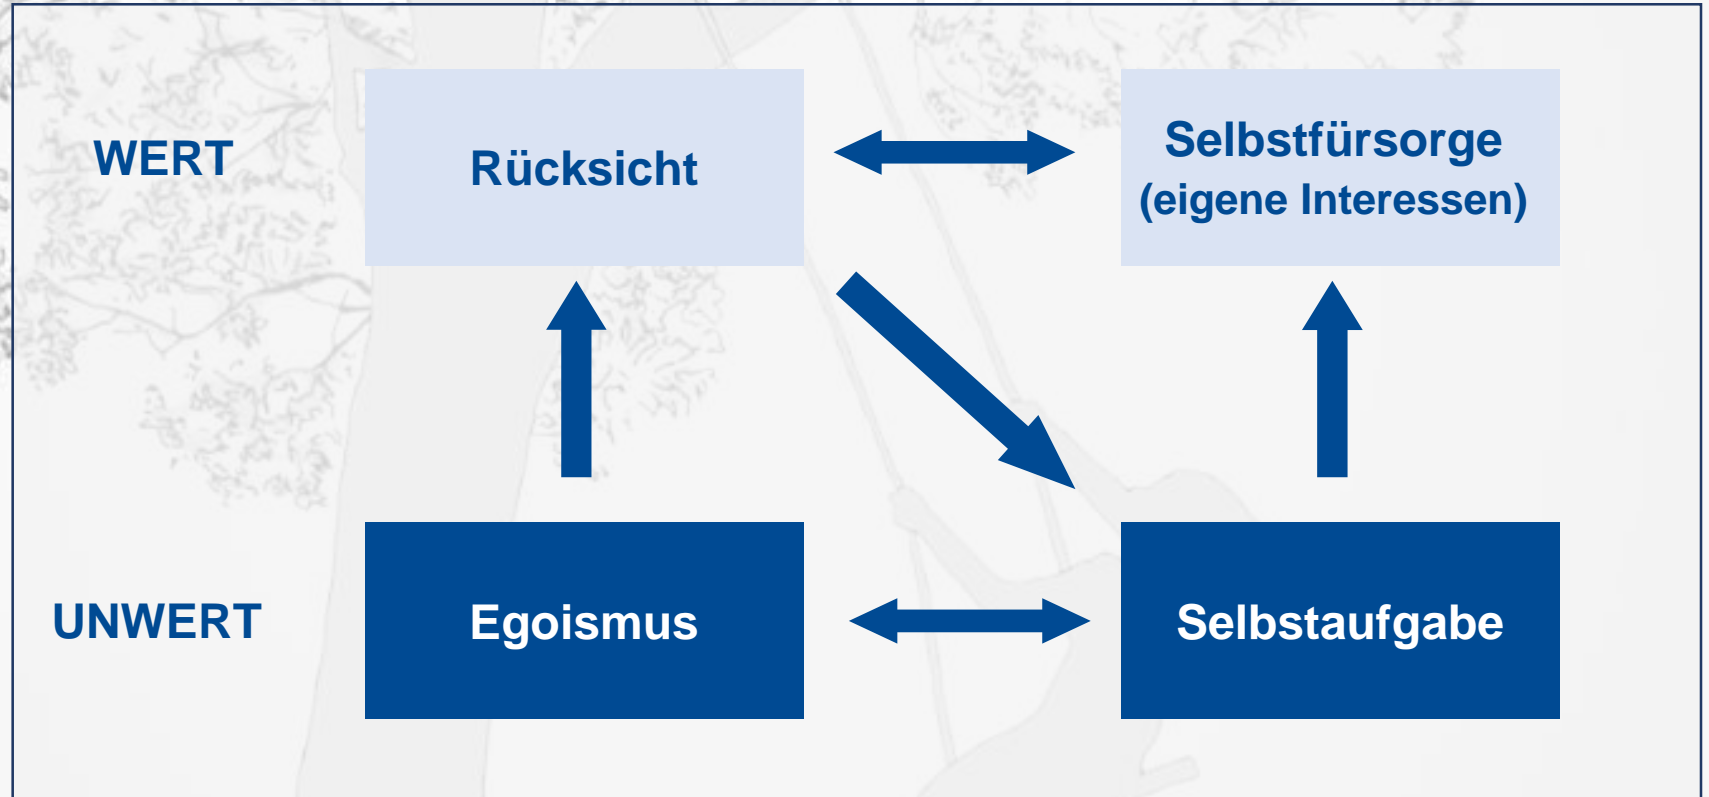 WERT
Rücksicht
Selbstfürsorge
(eigene Interessen)
UNWERT
Egoismus
Selbstaufgabe